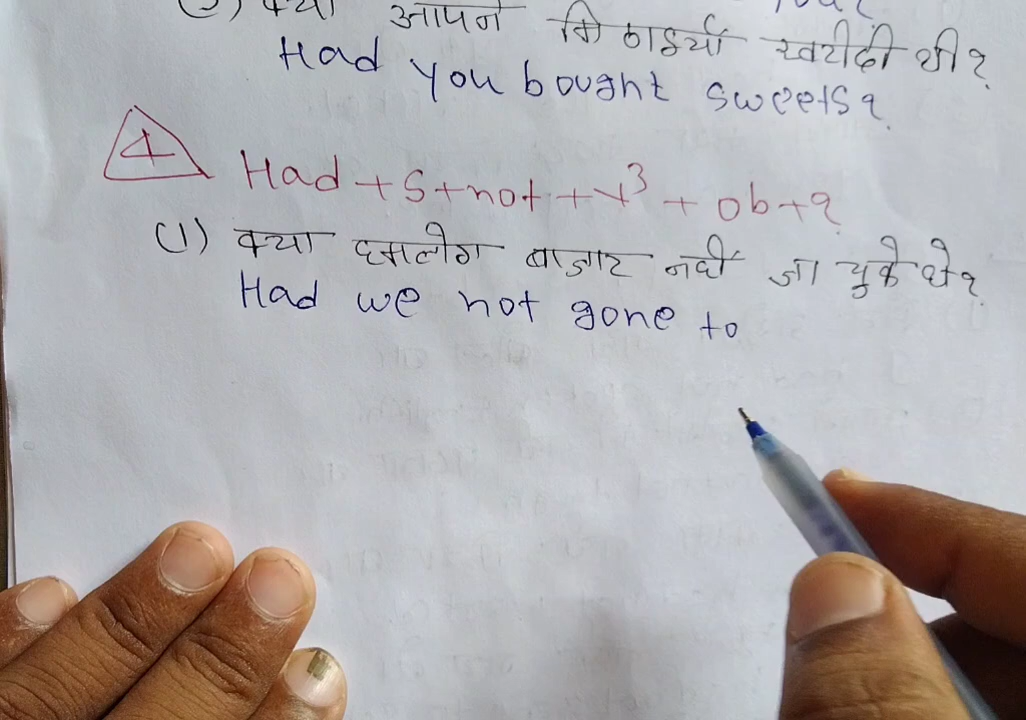 क्या आपने मिठाइयाँ खरीदी थी?
Had you bought sweets?
4 Had + S + not + V³ + ob + ?
(1) क्या हमलोग बाजार नहीं जा चुके थे?
Had we not gone to